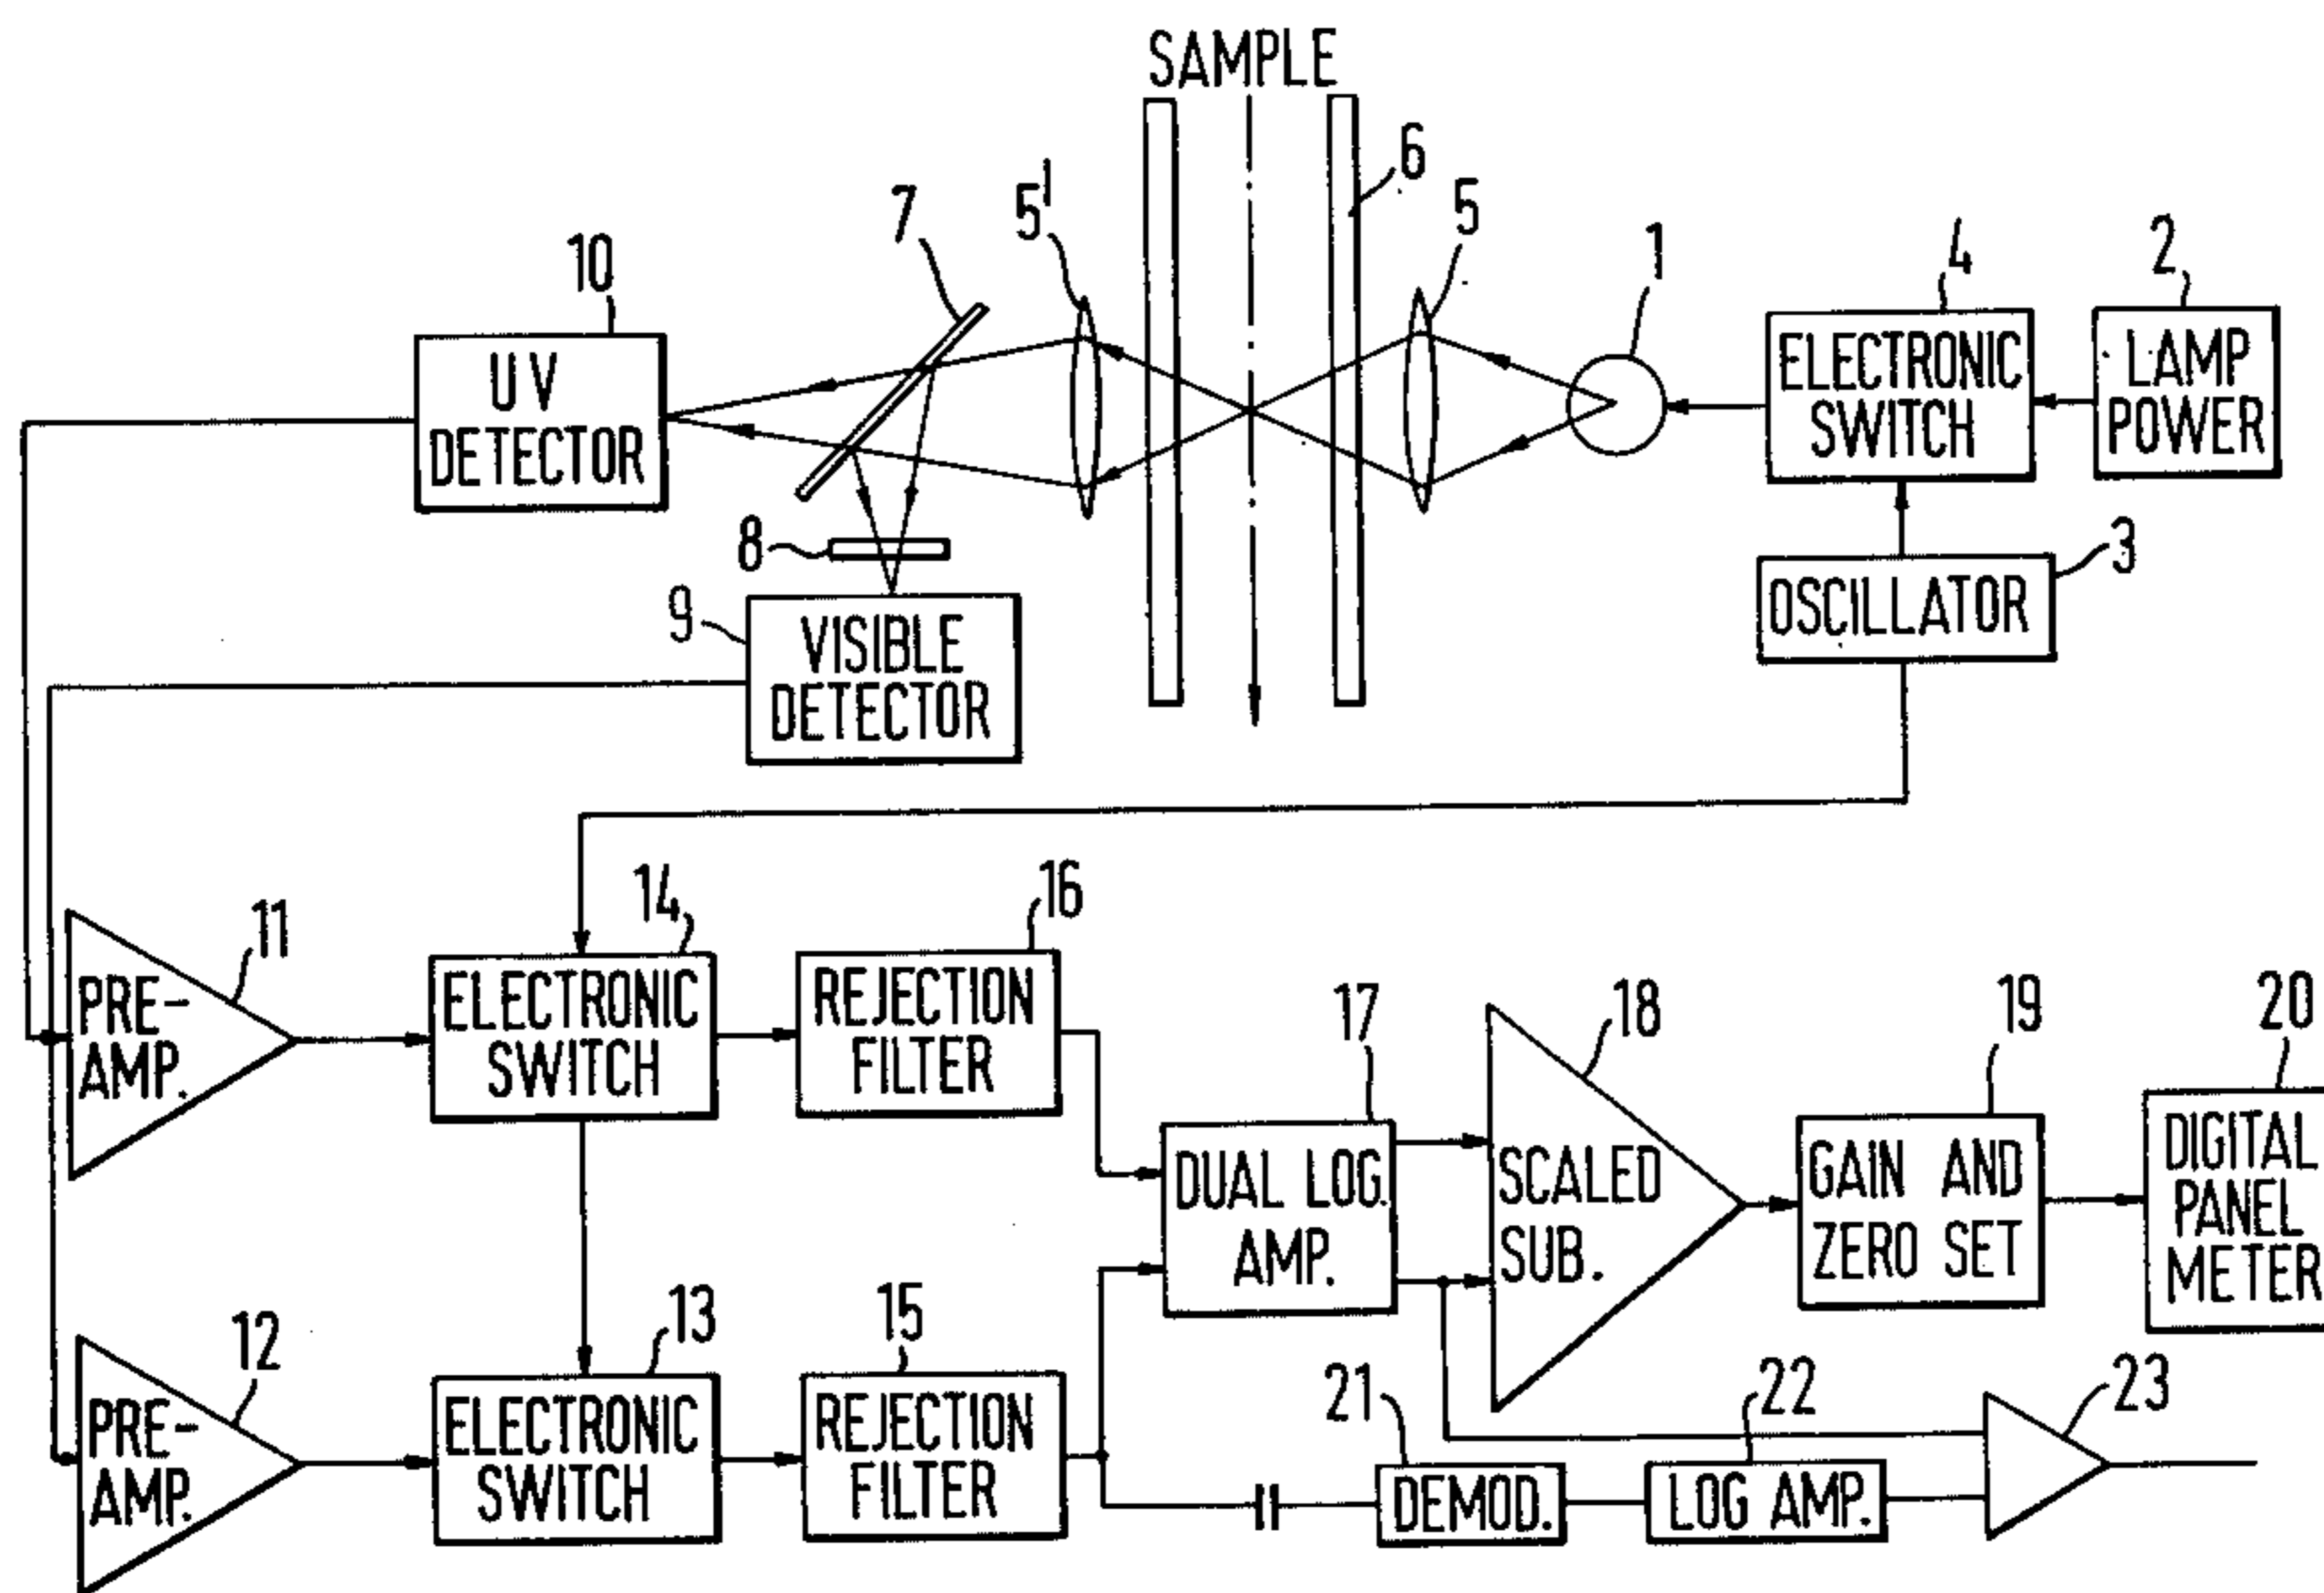 SAMPLE
6
5
5'
7
10
1
4
2
UV
DETECTOR
ELECTRONIC
SWITCH
LAMP
POWER
8
3
OSCILLATOR
9
VISIBLE
DETECTOR
11
14
16
PRE-
AMP.
ELECTRONIC
SWITCH
REJECTION
FILTER
17
18
19
20
DUAL LOG.
AMP.
SCALED
SUB.
GAIN AND
ZERO SET
DIGITAL
PANEL
METER
12
13
15
21
22
23
PRE-
AMP.
ELECTRONIC
SWITCH
REJECTION
FILTER
DEMOD.
LOG AMP.